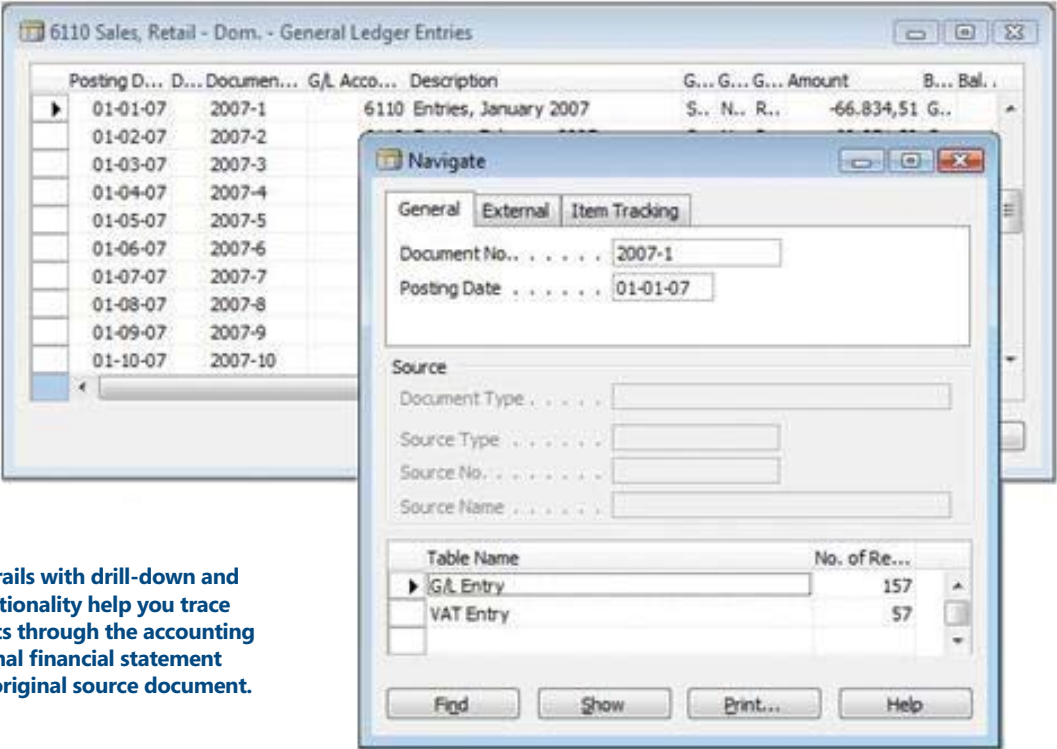 6110 Sales, Retail - Dom. - General Ledger Entries
Posting D... D... Documen... G/L Acco... Description G... G... G... Amount B... Bal. .
01-01-07 2007-1 6110 Entries, January 2007 S.. N.. R.. -66.834,51 G..
01-02-07 2007-2
01-03-07 2007-3
01-04-07 2007-4
01-05-07 2007-5
01-06-07 2007-6
01-07-07 2007-7
01-08-07 2007-8
01-09-07 2007-9
01-10-07 2007-10
Navigate
General External Item Tracking
Document No.. . . . . . 2007-1
Posting Date . . . . . . 01-01-07
Source
Document Type . . . . .
Source Type . . . . . .
Source No. . . . . . . .
Source Name . . . . . .
Table Name No. of Re...
G/L Entry 157
VAT Entry 57
Find Show Print... Help
rails with drill-down and
tionality help you trace
ts through the accounting
nal financial statement
original source document.